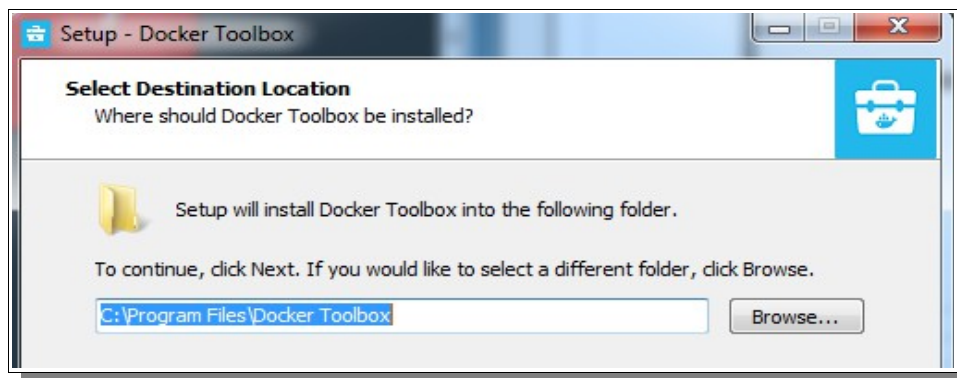 Setup - Docker Toolbox
Select Destination Location
Where should Docker Toolbox be installed?
Setup will install Docker Toolbox into the following folder.
To continue, click Next. If you would like to select a different folder, click Browse.
C:\Program Files\Docker Toolbox
Browse...